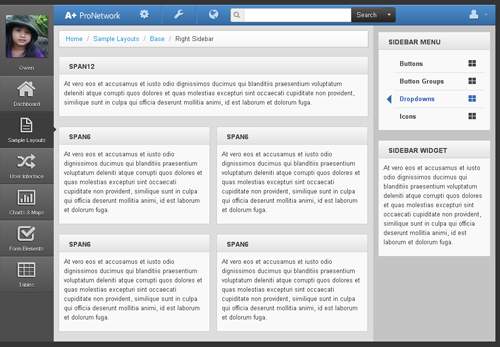 A+ ProNetwork
Search
Owen
Dashboard
Sample Layouts
User Interface
Charts & Maps
Form Elements
Tables
Home / Sample Layouts / Base / Right Sidebar
SPAN12
At vero eos et accusamus et iusto odio dignissimos ducimus qui blanditiis praesentium voluptatum
deleniti atque corrupti quos dolores et quas molestias excepturi sint occaecati cupiditate non provident,
similique sunt in culpa qui officia deserunt mollitia animi, id est laborum et dolorum fuga.
SPAN6
At vero eos et accusamus et iusto odio
dignissimos ducimus qui blanditiis praesentium
voluptatum deleniti atque corrupti quos dolores et
quas molestias excepturi sint occaecati
cupiditate non provident, similique sunt in culpa
qui officia deserunt mollitia animi, id est laborum
et dolorum fuga.
SPAN6
At vero eos et accusamus et iusto odio
dignissimos ducimus qui blanditiis praesentium
voluptatum deleniti atque corrupti quos dolores et
quas molestias excepturi sint occaecati
cupiditate non provident, similique sunt in culpa
qui officia deserunt mollitia animi, id est laborum
et dolorum fuga.
SPAN6
At vero eos et accusamus et iusto odio
dignissimos ducimus qui blanditiis praesentium
voluptatum deleniti atque corrupti quos dolores et
quas molestias excepturi sint occaecati
cupiditate non provident, similique sunt in culpa
qui officia deserunt mollitia animi, id est laborum
et dolorum fuga.
SPAN6
At vero eos et accusamus et iusto odio
dignissimos ducimus qui blanditiis praesentium
voluptatum deleniti atque corrupti quos dolores et
quas molestias excepturi sint occaecati
cupiditate non provident, similique sunt in culpa
qui officia deserunt mollitia animi, id est laborum
et dolorum fuga.
SIDEBAR MENU
Buttons
Button Groups
Dropdowns
Icons
SIDEBAR WIDGET
At vero eos et accusamus et iusto
odio dignissimos ducimus qui
blanditiis praesentium voluptatum
deleniti atque corrupti quos
dolores et quas molestias
excepturi sint occaecati
cupiditate non provident, similique
sunt in culpa qui officia deserunt
mollitia animi, id est laborum et
dolorum fuga.